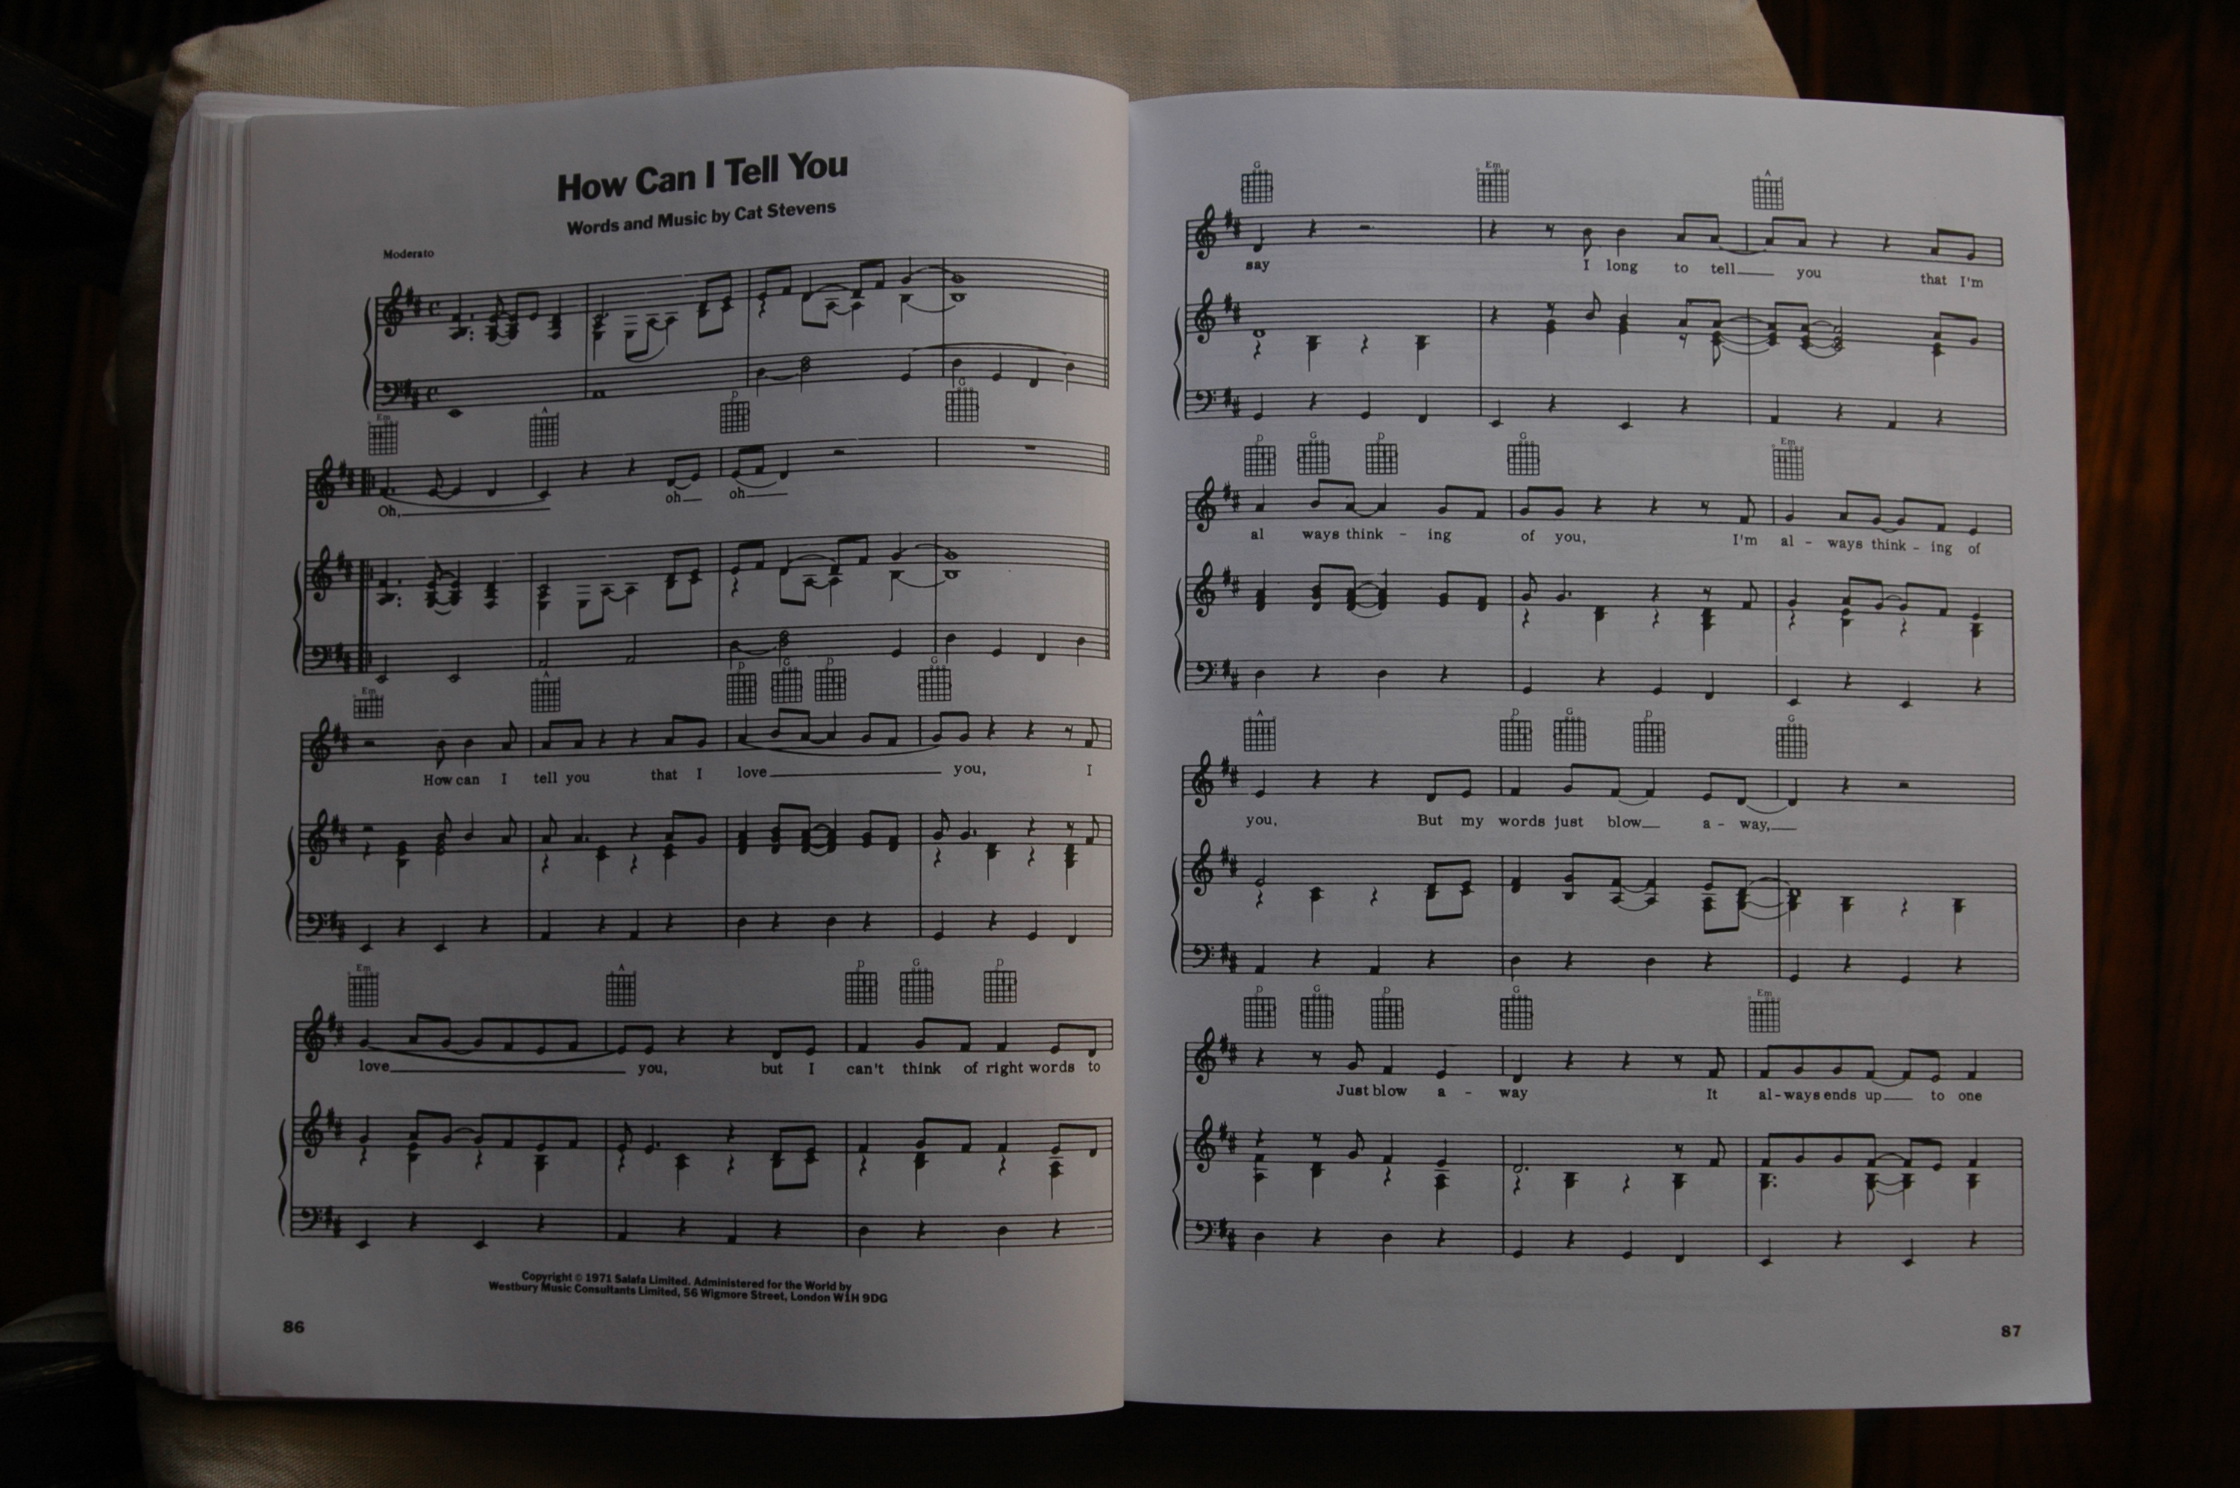 How Can I Tell You
Words and Music by Cat Stevens
Moderato
Em A D G
Oh, oh oh
Em A D G D G
How can I tell you that I love you, I
Em A D G D
love you, but I can't think of right words to
Copyright © 1971 Salafa Limited. Administered for the World by
Westbury Music Consultants Limited, 56 Wigmore Street, London W1H 9DG
86
G Em A
say I long to tell you that I'm
D G D G Em
al ways think - ing of you, I'm al - ways think - ing of
A D G D G
you, But my words just blow a - way,
D G D G Em
Just blow a - way It al - ways ends up to one
87